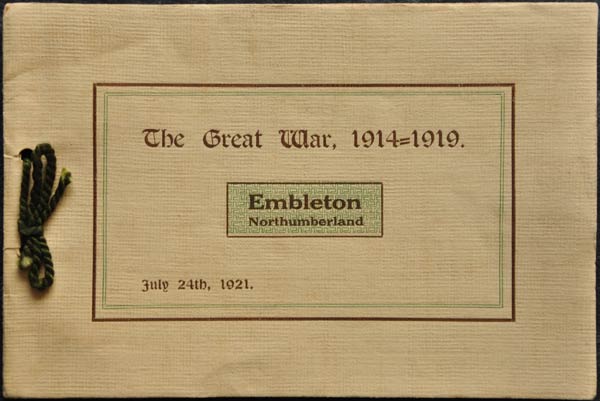 The Great War, 1914=1919.
Embleton
Northumberland
July 24th, 1921.